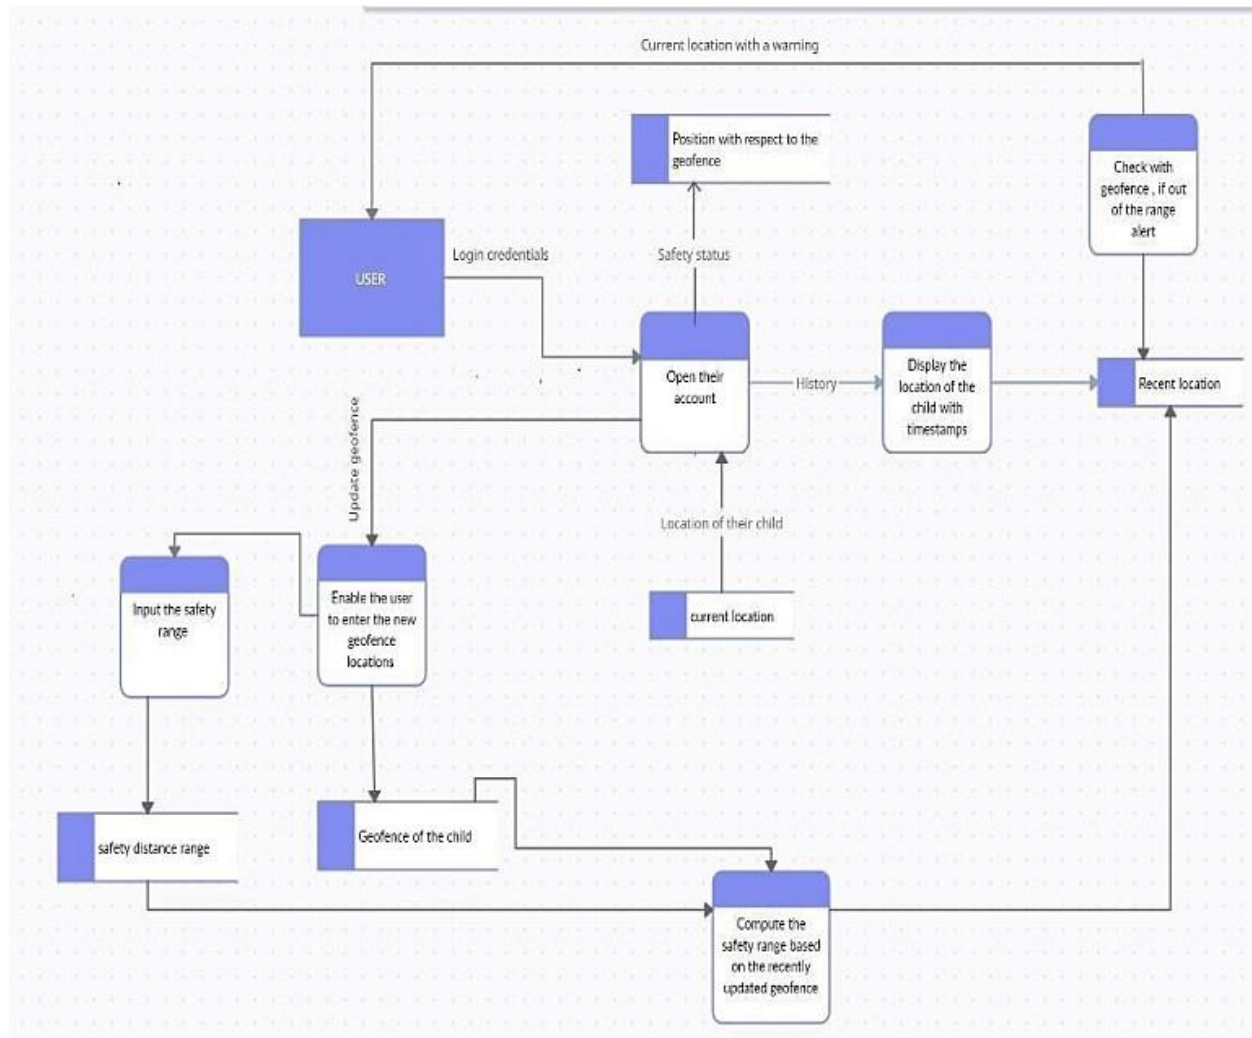 Current location with a warning
Position with respect to the
geofence
Check with
geofence , if out
of the range
alert
USER
Login credentials
Safety status
Open their
account
History
Display the
location of the
child with
timestamps
Recent location
Update geofence
Location of their child
Input the safety
range
Enable the user
to enter the new
geofence
locations
current location
safety distance range
Geofence of the child
Compute the
safety range based
on the recently
updated geofence